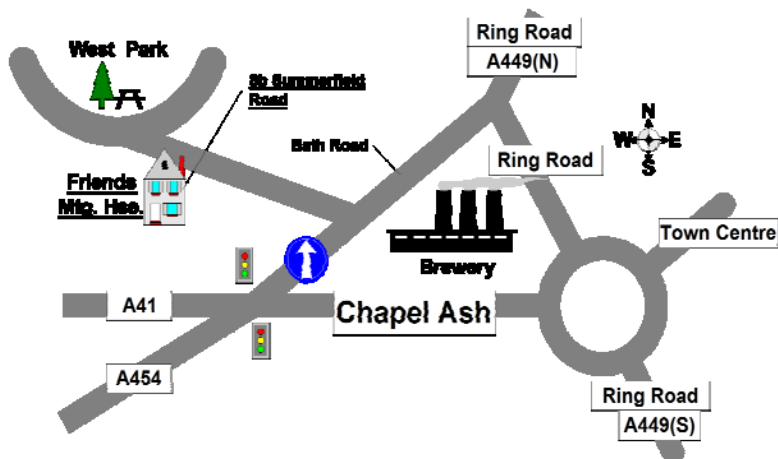 West Park
8b Summerfield
Road
Ring Road
A449(N)
N
W E
S
Bath Road
Ring Road
Friends
Mtg. Hse.
Town Centre
Brewery
A41
Chapel Ash
A454
Ring Road
A449(S)